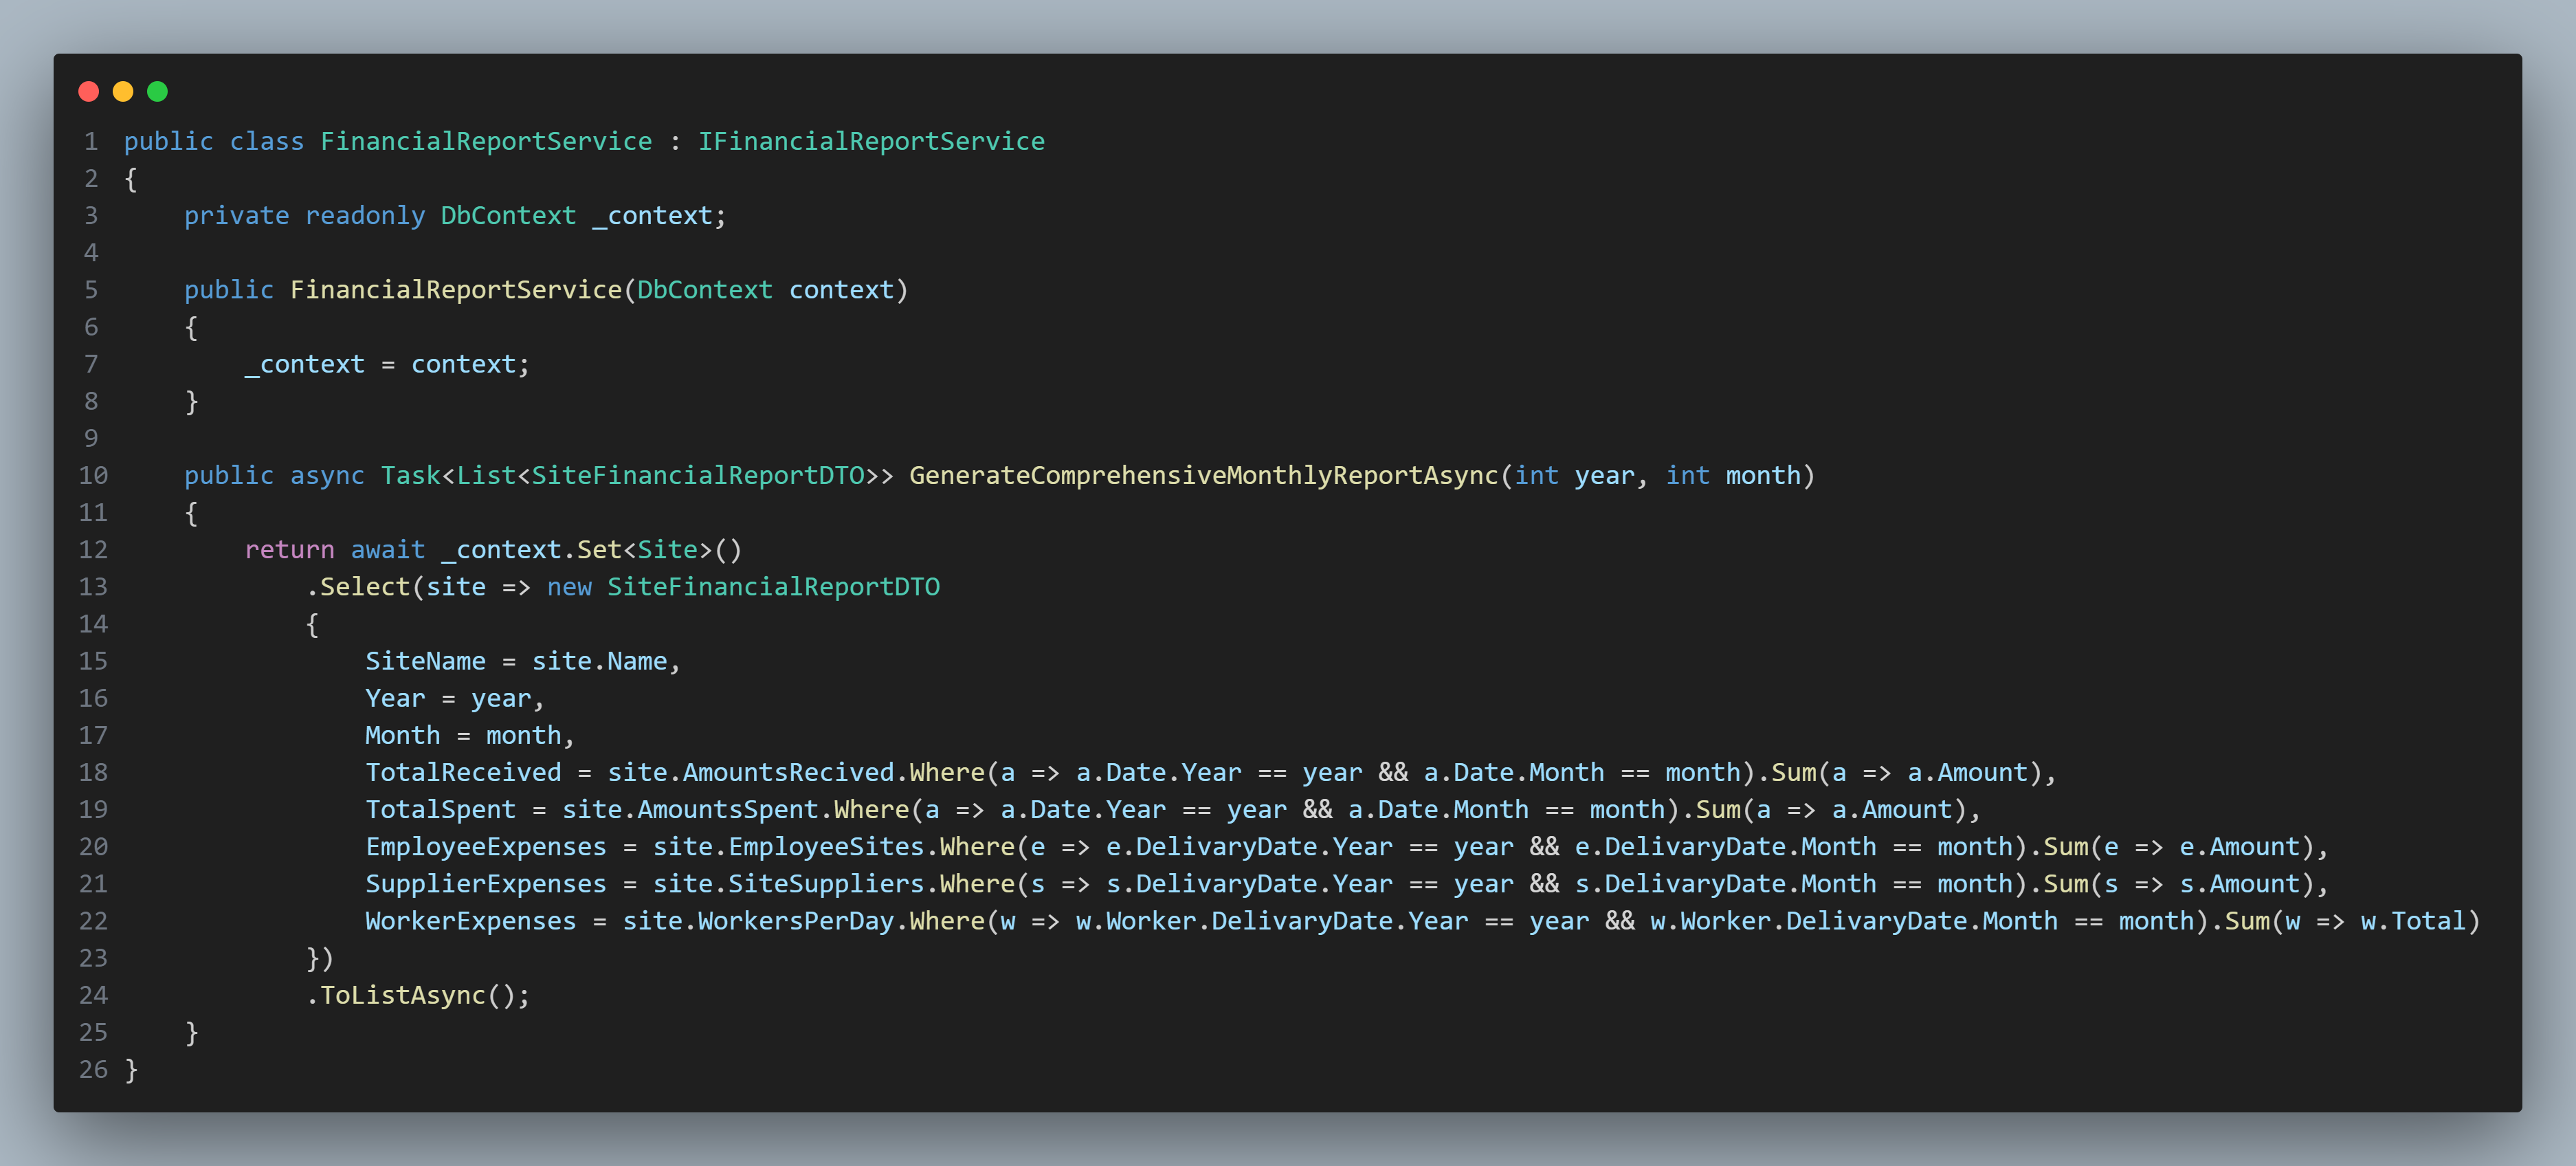 1 public class FinancialReportService : IFinancialReportService
2 {
3     private readonly DbContext _context;
4
5     public FinancialReportService(DbContext context)
6     {
7         _context = context;
8     }
9
10     public async Task<List<SiteFinancialReportDTO>> GenerateComprehensiveMonthlyReportAsync(int year, int month)
11     {
12         return await _context.Set<Site>()
13             .Select(site => new SiteFinancialReportDTO
14             {
15                 SiteName = site.Name,
16                 Year = year,
17                 Month = month,
18                 TotalReceived = site.AmountsRecived.Where(a => a.Date.Year == year && a.Date.Month == month).Sum(a => a.Amount),
19                 TotalSpent = site.AmountsSpent.Where(a => a.Date.Year == year && a.Date.Month == month).Sum(a => a.Amount),
20                 EmployeeExpenses = site.EmployeeSites.Where(e => e.DelivaryDate.Year == year && e.DelivaryDate.Month == month).Sum(e => e.Amount),
21                 SupplierExpenses = site.SiteSuppliers.Where(s => s.DelivaryDate.Year == year && s.DelivaryDate.Month == month).Sum(s => s.Amount),
22                 WorkerExpenses = site.WorkersPerDay.Where(w => w.Worker.DelivaryDate.Year == year && w.Worker.DelivaryDate.Month == month).Sum(w => w.Total)
23             })
24             .ToListAsync();
25     }
26 }